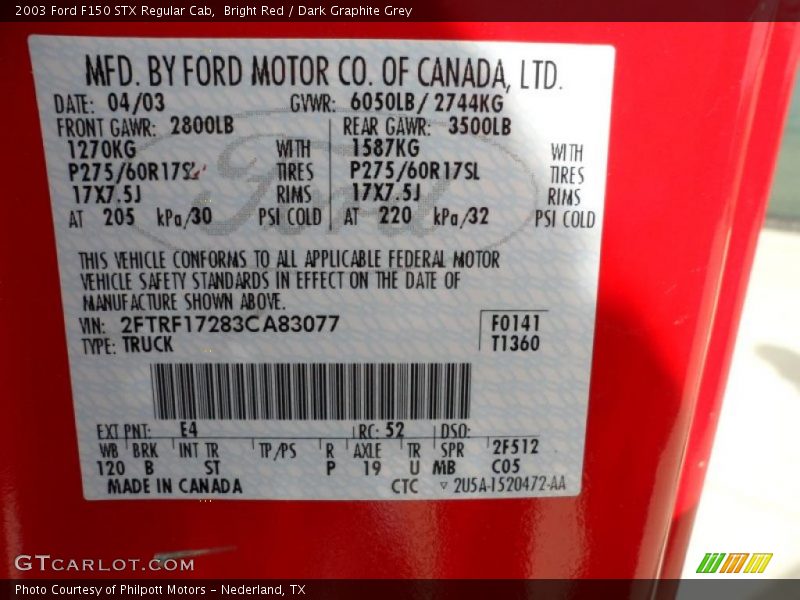 2003 Ford F150 STX Regular Cab,  Bright Red / Dark Graphite Grey
MFD. BY FORD MOTOR CO. OF CANADA, LTD.
DATE: 04/03 GVWR: 6050LB/ 2744KG
FRONT GAWR: 2800LB REAR GAWR: 3500LB
1270KG WITH 1587KG WITH
P275/60R17SL TIRES P275/60R17SL TIRES
17X7.5J RIMS 17X7.5J RIMS
AT 205 kPa/30 PSI COLD AT 220 kPa/32 PSI COLD
THIS VEHICLE CONFORMS TO ALL APPLICABLE FEDERAL MOTOR
VEHICLE SAFETY STANDARDS IN EFFECT ON THE DATE OF
MANUFACTURE SHOWN ABOVE.
VIN: 2FTRF17283CA83077 F0141
TYPE: TRUCK T1360
EXT PNT: E4 RC: 52 DSO:
WB BRK INT TR TP/PS R AXLE TR SPR 2F512
120 B ST P 19 U MB C05
MADE IN CANADA CTC ▽ 2U5A-1520472-AA
GTCARLOT.COM
Photo Courtesy of Philpott Motors - Nederland, TX